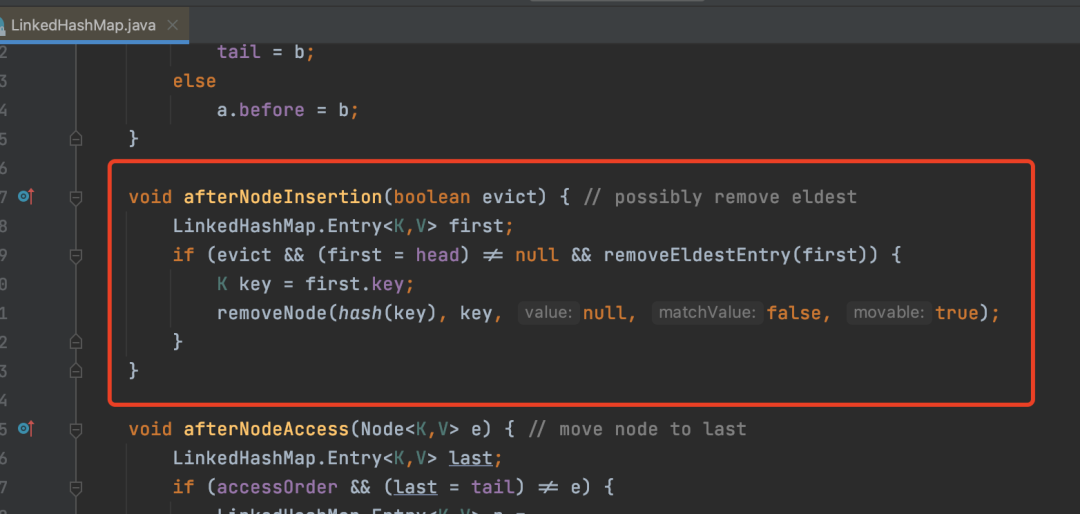 LinkedHashMap.java
2 tail = b;
3 else
4 a.before = b;
5 }
6
7 void afterNodeInsertion(boolean evict) { // possibly remove eldest
8 LinkedHashMap.Entry<K,V> first;
9 if (evict && (first = head) ≠ null && removeEldestEntry(first)) {
0 K key = first.key;
1 removeNode(hash(key), key, value: null, matchValue: false, movable: true);
2 }
3 }
4
5 void afterNodeAccess(Node<K,V> e) { // move node to last
6 LinkedHashMap.Entry<K,V> last;
7 if (accessOrder && (last = tail) ≠ e) {
LinkedHashMap.Entry<K,V> p =